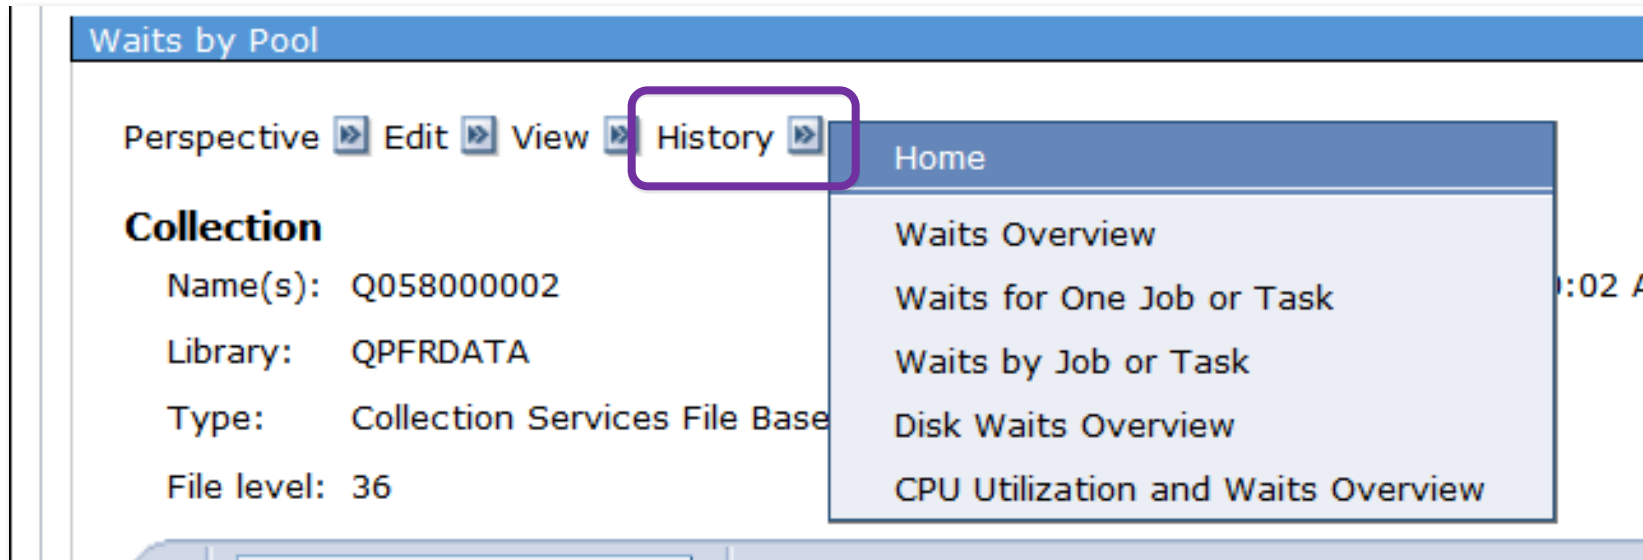 Waits by Pool
Perspective Edit View History
Home
Collection
Waits Overview
Name(s): Q058000002
Waits for One Job or Task
:02 A
Library: QPFRDATA
Waits by Job or Task
Type: Collection Services File Base
Disk Waits Overview
File level: 36
CPU Utilization and Waits Overview